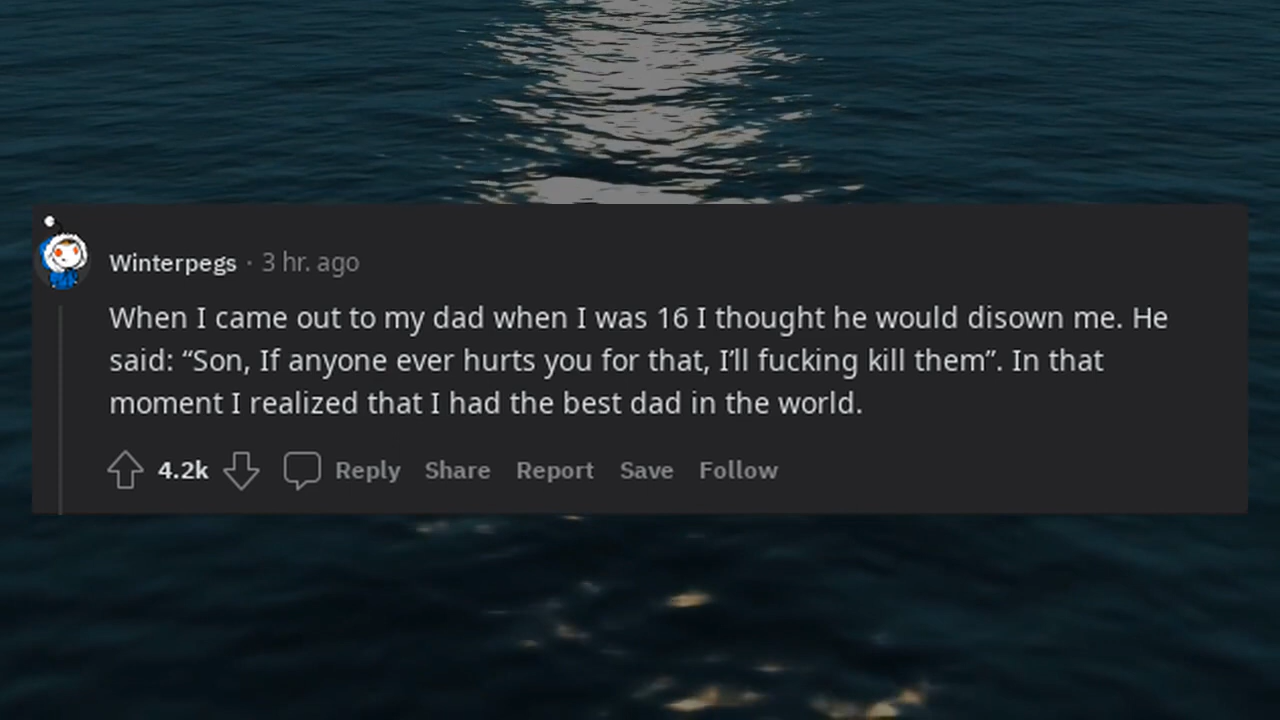 Winterpegs · 3 hr. ago
When I came out to my dad when I was 16 I thought he would disown me. He
said: “Son, If anyone ever hurts you for that, I’ll fucking kill them”. In that
moment I realized that I had the best dad in the world.
4.2k Reply Share Report Save Follow